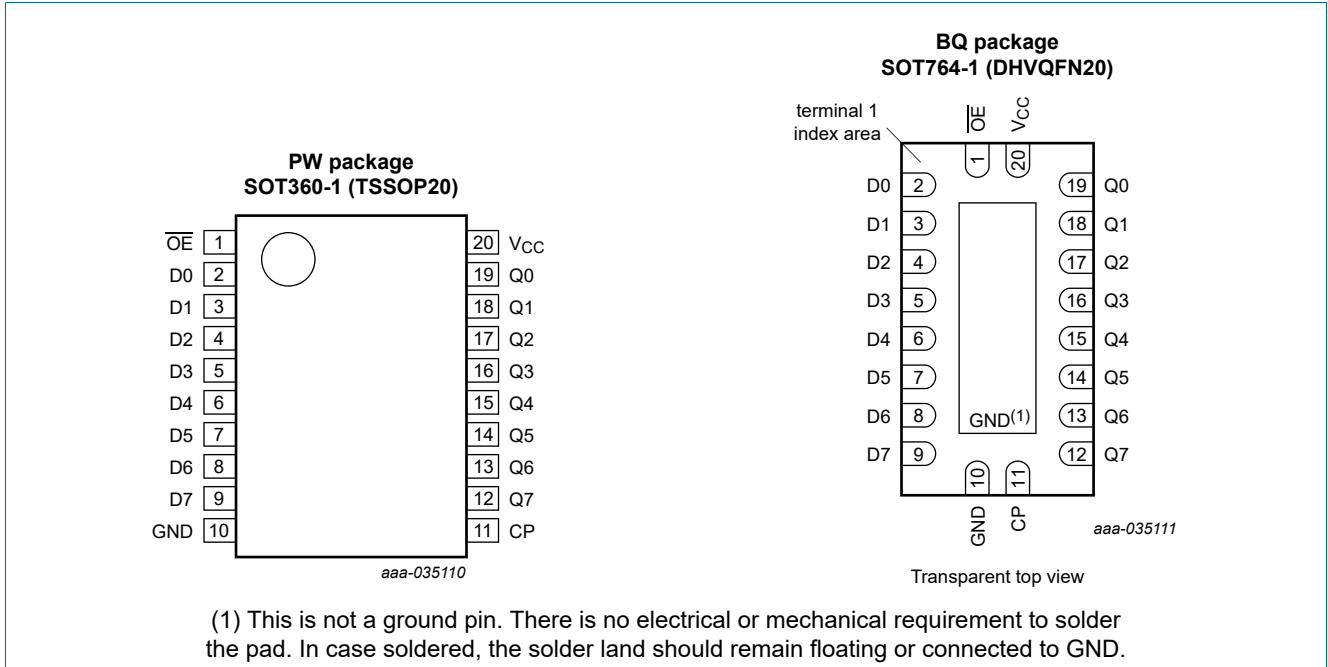 PW package
SOT360-1 (TSSOP20)
OE 1
D0 2
D1 3
D2 4
D3 5
D4 6
D5 7
D6 8
D7 9
GND 10
20 VCC
19 Q0
18 Q1
17 Q2
16 Q3
15 Q4
14 Q5
13 Q6
12 Q7
11 CP
aaa-035110
BQ package
SOT764-1 (DHVQFN20)
terminal 1
index area
OE 1
VCC 20
D0 2
D1 3
D2 4
D3 5
D4 6
D5 7
D6 8
D7 9
19 Q0
18 Q1
17 Q2
16 Q3
15 Q4
14 Q5
13 Q6
12 Q7
GND(1)
GND 10
CP 11
aaa-035111
Transparent top view
(1) This is not a ground pin. There is no electrical or mechanical requirement to solder
the pad. In case soldered, the solder land should remain floating or connected to GND.